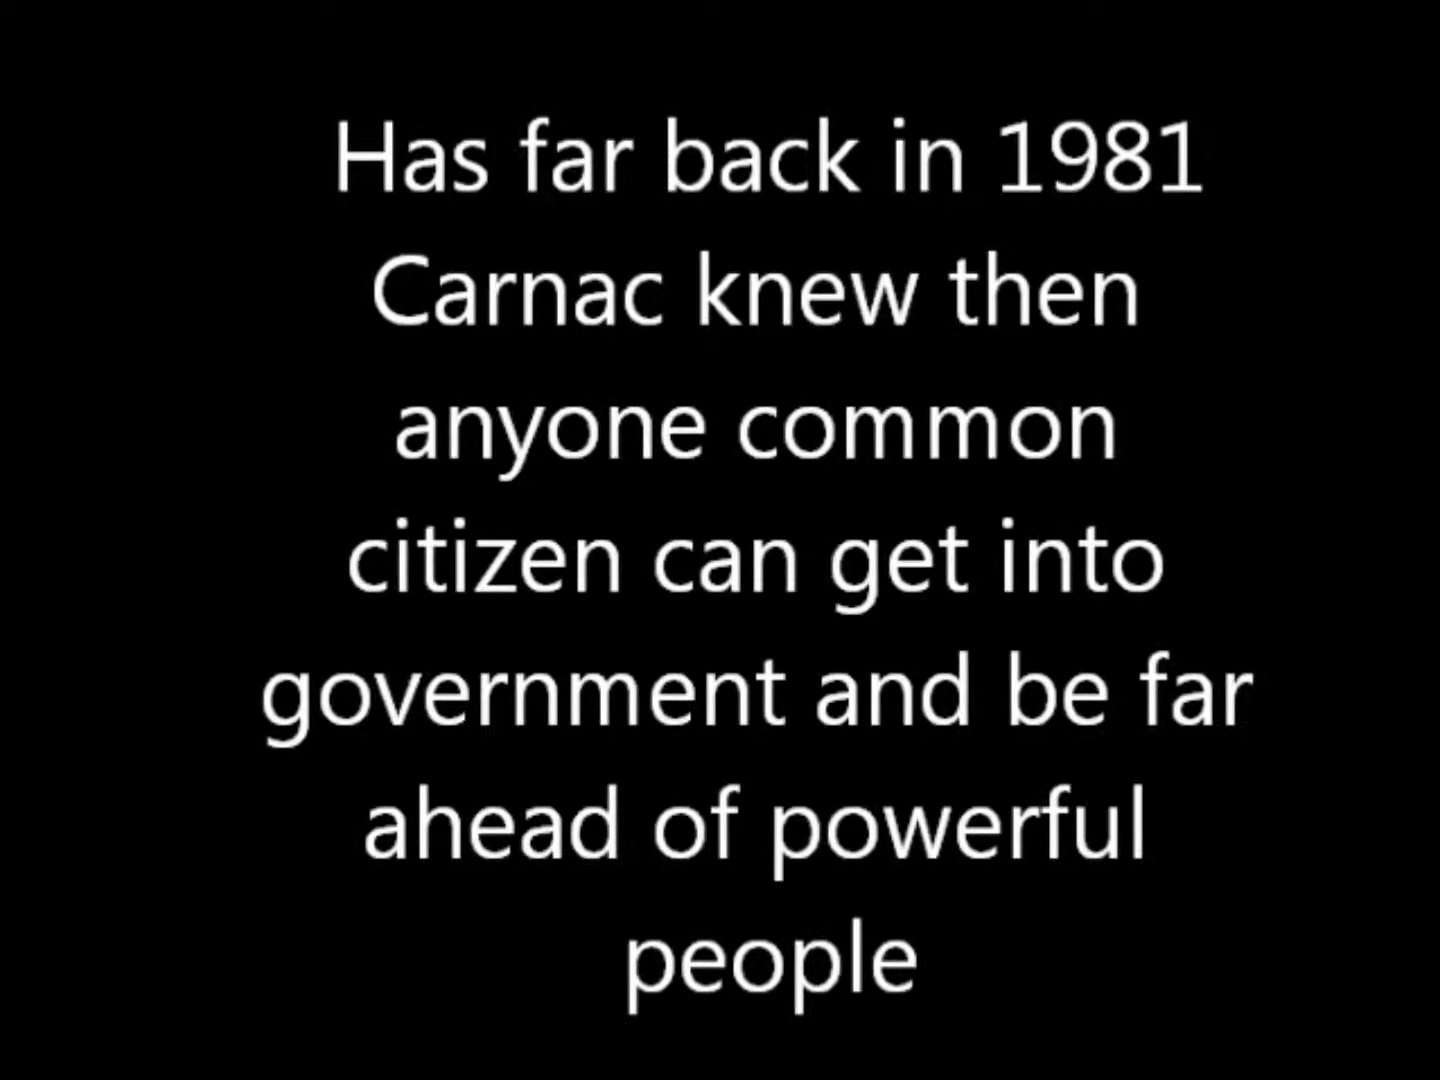 Has far back in 1981
Carnac knew then
anyone common
citizen can get into
government and be far
ahead of powerful
people